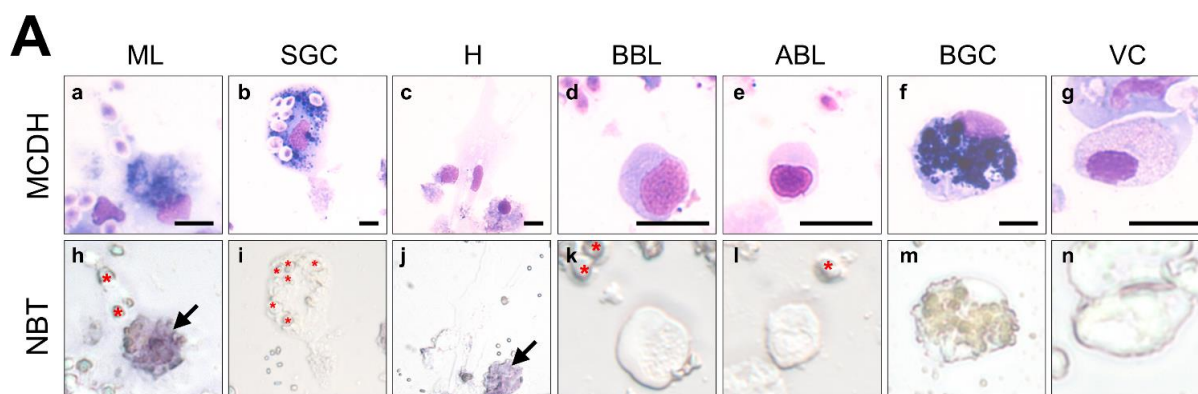 A
ML SGC H BBL ABL BGC VC
MCDH
a b c d e f g
NBT
h i j k l m n
* * * * * * * * * * *